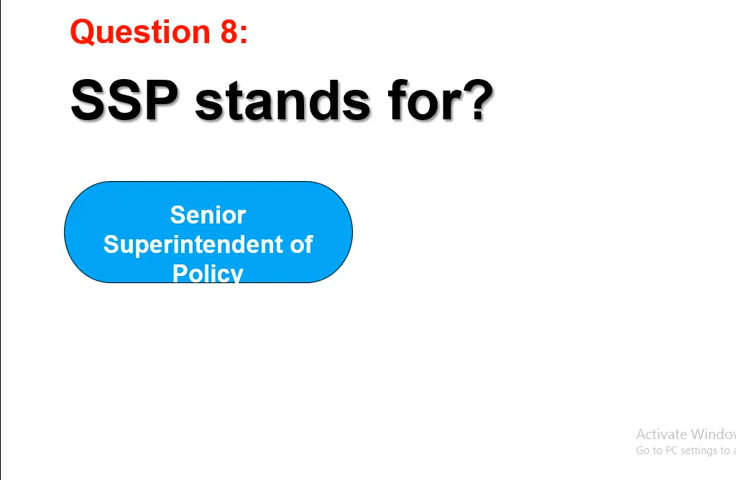 Question 8:
SSP stands for?
Senior
Superintendent of
Policy
Activate Window
Go to PC settings to a